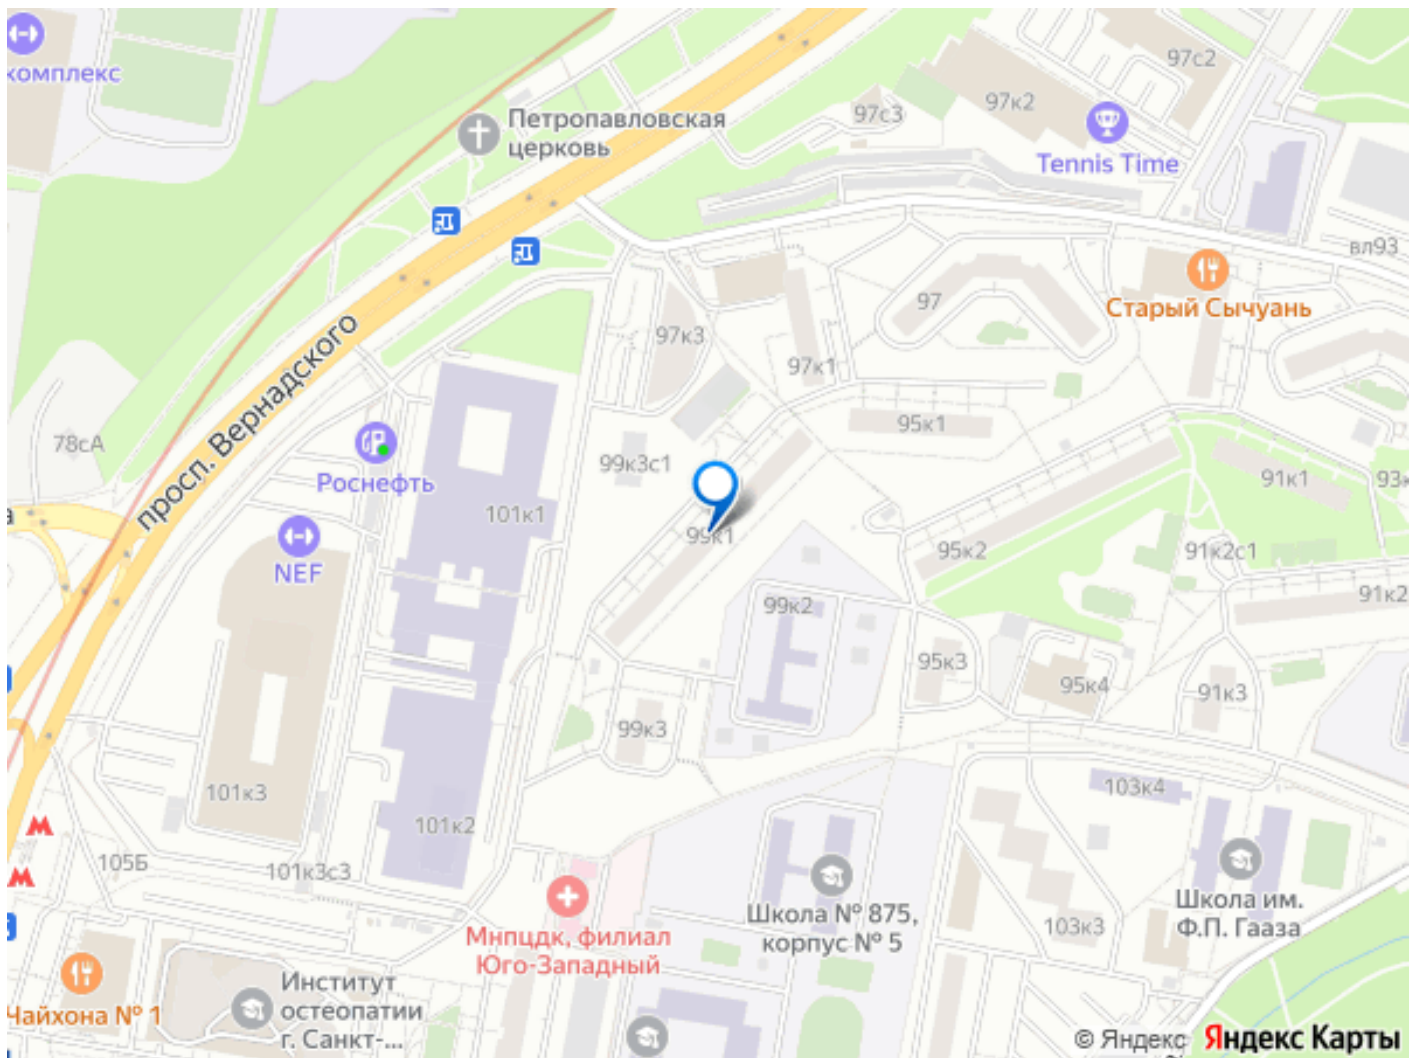 комплекс
97с2
Петропавловская
церковь
97с3
97к2
Tennis Time
вл93
97
Старый Сычуань
97к3
97к1
просп. Вернадского
95к1
78сА
99к3с1
Роснефть
91к1
101к1
99к1
95к2
91к2с1
NEF
99к2
91к2
95к3
95к4
91к3
99к3
101к3
103к4
101к2
105Б
101к3с3
Школа № 875,
корпус № 5
Школа им.
Ф.П. Гааза
103к3
Мнпцдк, филиал
Юго-Западный
Институт
остеопатии
г. Санкт-...
Чайхона № 1
© Яндекс
Яндекс Карты